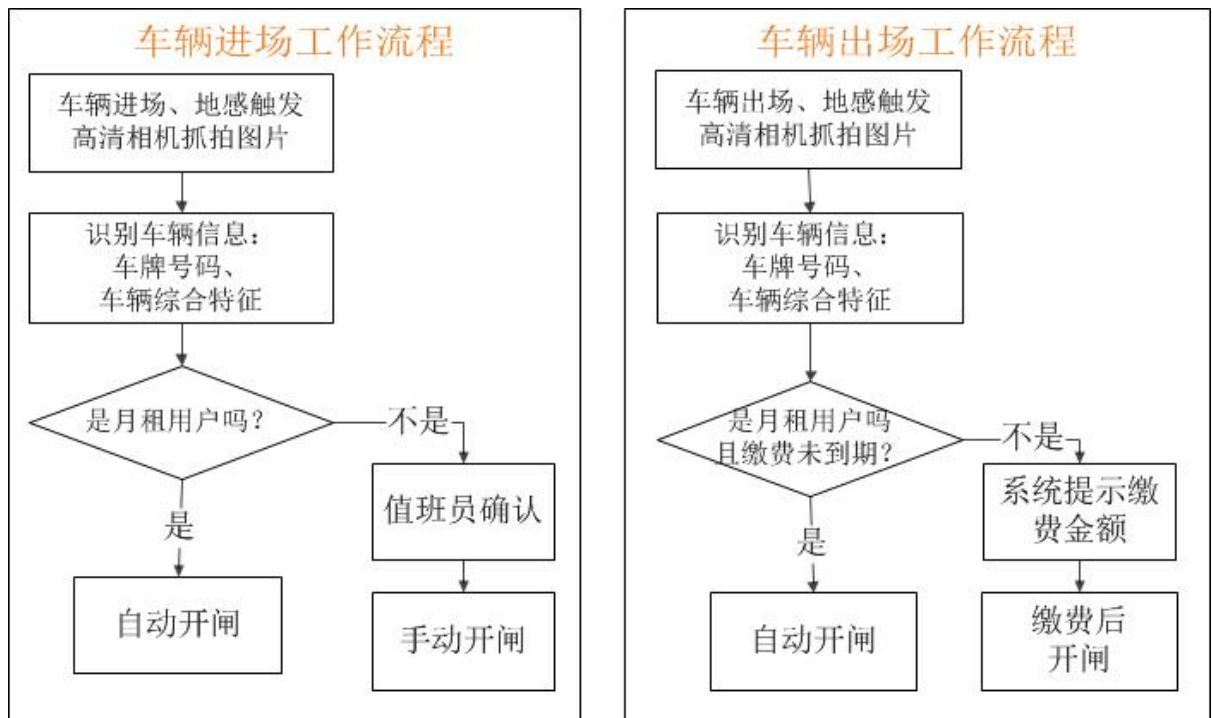 车辆进场工作流程
车辆进场、地感触发
高清相机抓拍图片
识别车辆信息：
车牌号码、
车辆综合特征
是月租用户吗？
不是
值班员确认
是
自动开闸
手动开闸
车辆出场工作流程
车辆出场、地感触发
高清相机抓拍图片
识别车辆信息：
车牌号码、
车辆综合特征
是月租用户吗
且缴费未到期？
不是
系统提示缴
费金额
是
自动开闸
缴费后
开闸